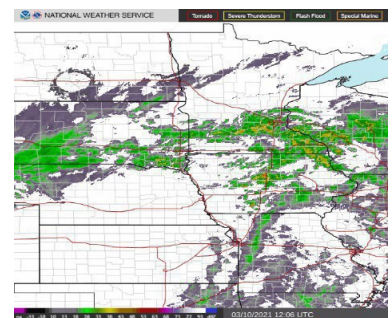 NATIONAL WEATHER SERVICE
Tornado
Severe Thunderstorm
Flash Flood
Special Marine
03/10/2021 12:06 UTC